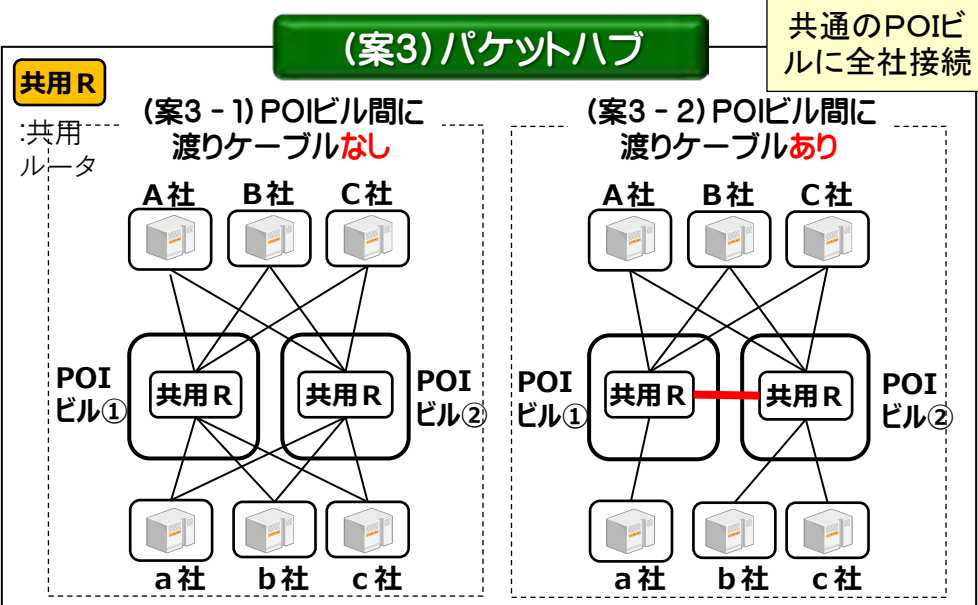 (案3)パケットハブ
共通のPOIビ
ルに全社接続
共用R
:共用
ルータ
(案3‐1)POIビル間に
渡りケーブルなし
A社 B社 C社
POI
ビル①
共用R
共用R
POI
ビル②
a社 b社 c社
(案3‐2)POIビル間に
渡りケーブルあり
A社 B社 C社
POI
ビル①
共用R
共用R
POI
ビル②
a社 b社 c社